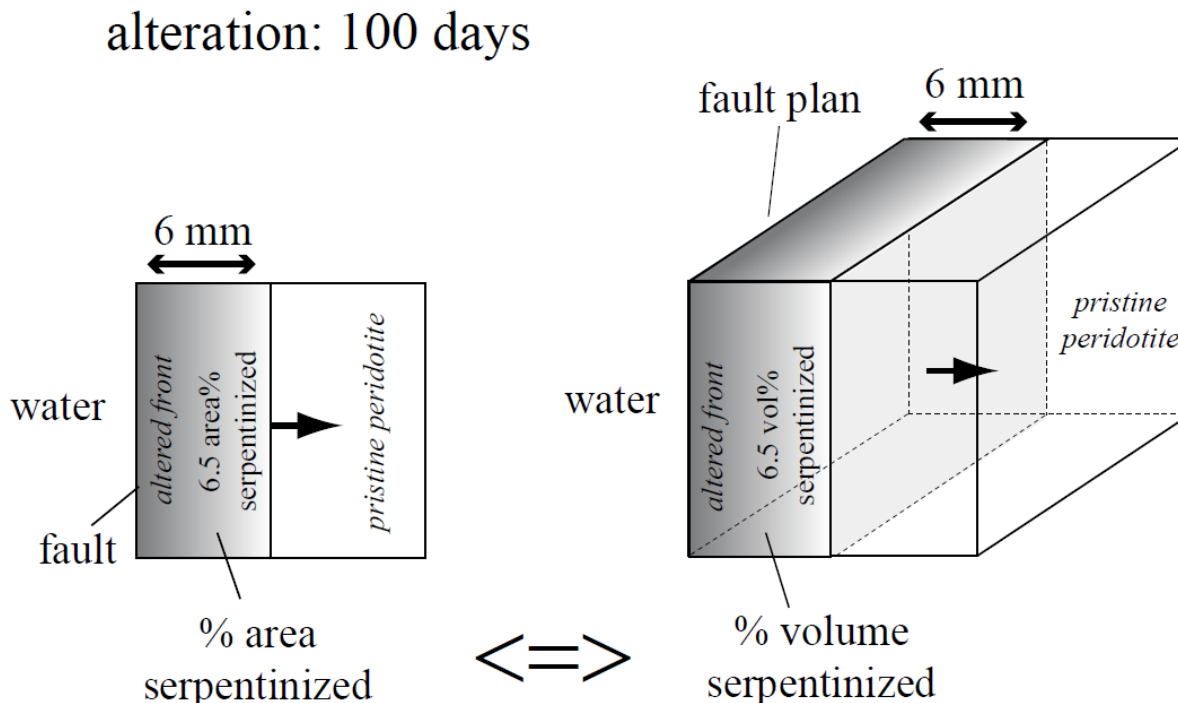 alteration: 100 days
6 mm
water
fault
altered front
6.5 area%
serpentinized
pristine peridotite
% area
serpentinized
<=>
fault plan
6 mm
water
altered front
6.5 vol%
serpentinized
pristine
peridotite
% volume
serpentinized